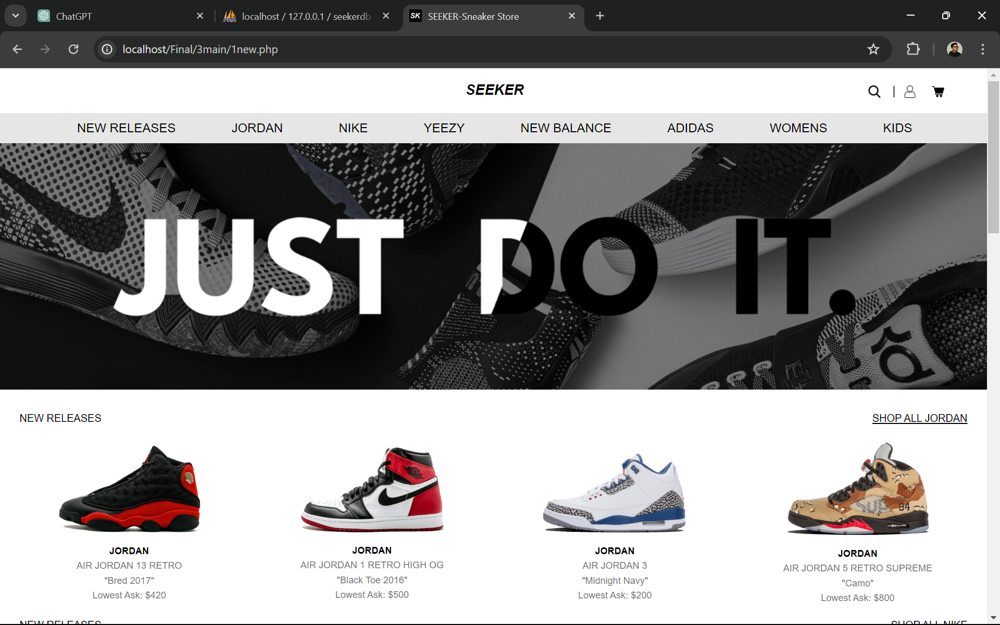 ChatGPT
localhost / 127.0.0.1 / seekerdb
SK SEEKER-Sneaker Store
localhost/Final/3main/1new.php
SEEKER
NEW RELEASES JORDAN NIKE YEEZY NEW BALANCE ADIDAS WOMENS KIDS
JUST DO IT.
NEW RELEASES SHOP ALL JORDAN
94
JORDAN
AIR JORDAN 13 RETRO
"Bred 2017"
Lowest Ask: $420
JORDAN
AIR JORDAN 1 RETRO HIGH OG
"Black Toe 2016"
Lowest Ask: $500
JORDAN
AIR JORDAN 3
"Midnight Navy"
Lowest Ask: $200
JORDAN
AIR JORDAN 5 RETRO SUPREME
"Camo"
Lowest Ask: $800
NEW RELEASES SHOP ALL NIKE